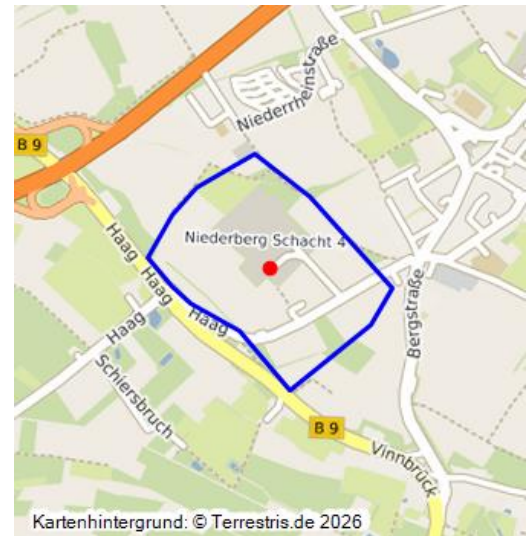 Niederrheinstraße
B 9
Haag
Haag
Niederberg Schacht 4
Haag
Haag
Bergstraße
Schiersbruch
B 9
Vinnbrück
Kartenhintergrund: © Terrestris.de 2026